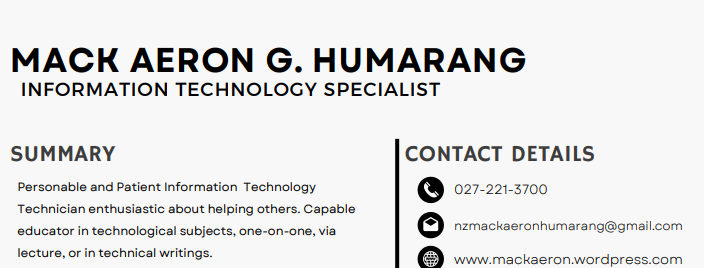 MACK AERON G. HUMARANG
INFORMATION TECHNOLOGY SPECIALIST
SUMMARY
Personable and Patient Information Technology
Technician enthusiastic about helping others. Capable
educator in technological subjects, one-on-one, via
lecture, or in technical writings.
CONTACT DETAILS
027-221-3700
nzmackaeronhumarang@gmail.com
www.mackaeron.wordpress.com